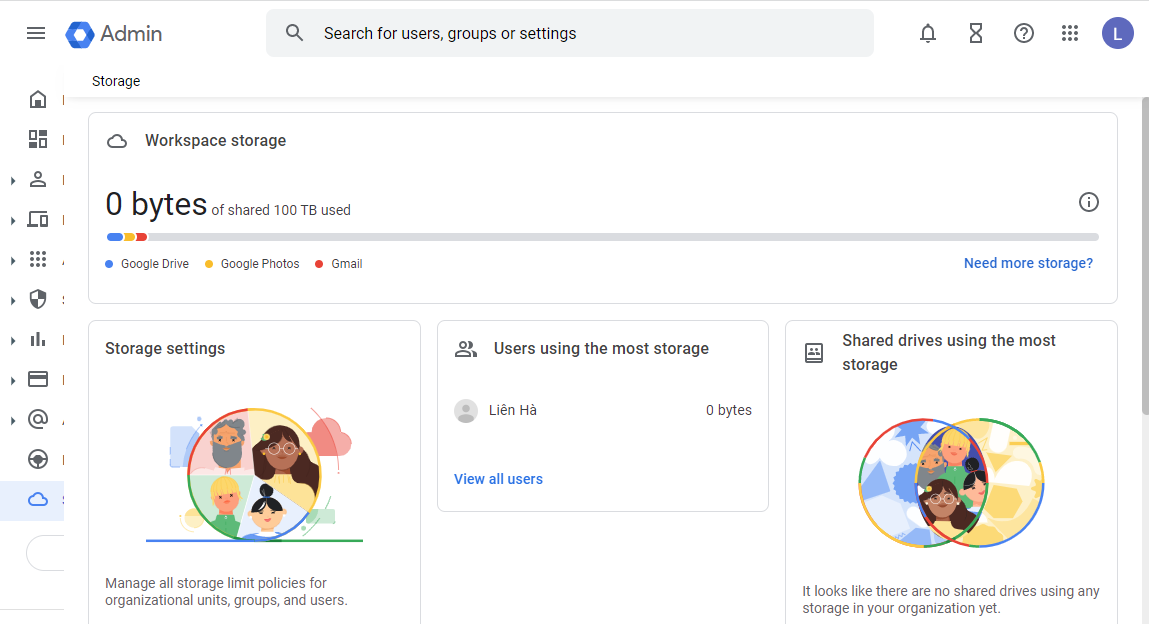 Admin
Search for users, groups or settings
L
Storage
Workspace storage
0 bytes of shared 100 TB used
Google Drive Google Photos Gmail
Need more storage?
Storage settings
Manage all storage limit policies for
organizational units, groups, and users.
Users using the most storage
Liên Hà 0 bytes
View all users
Shared drives using the most
storage
It looks like there are no shared drives using any
storage in your organization yet.